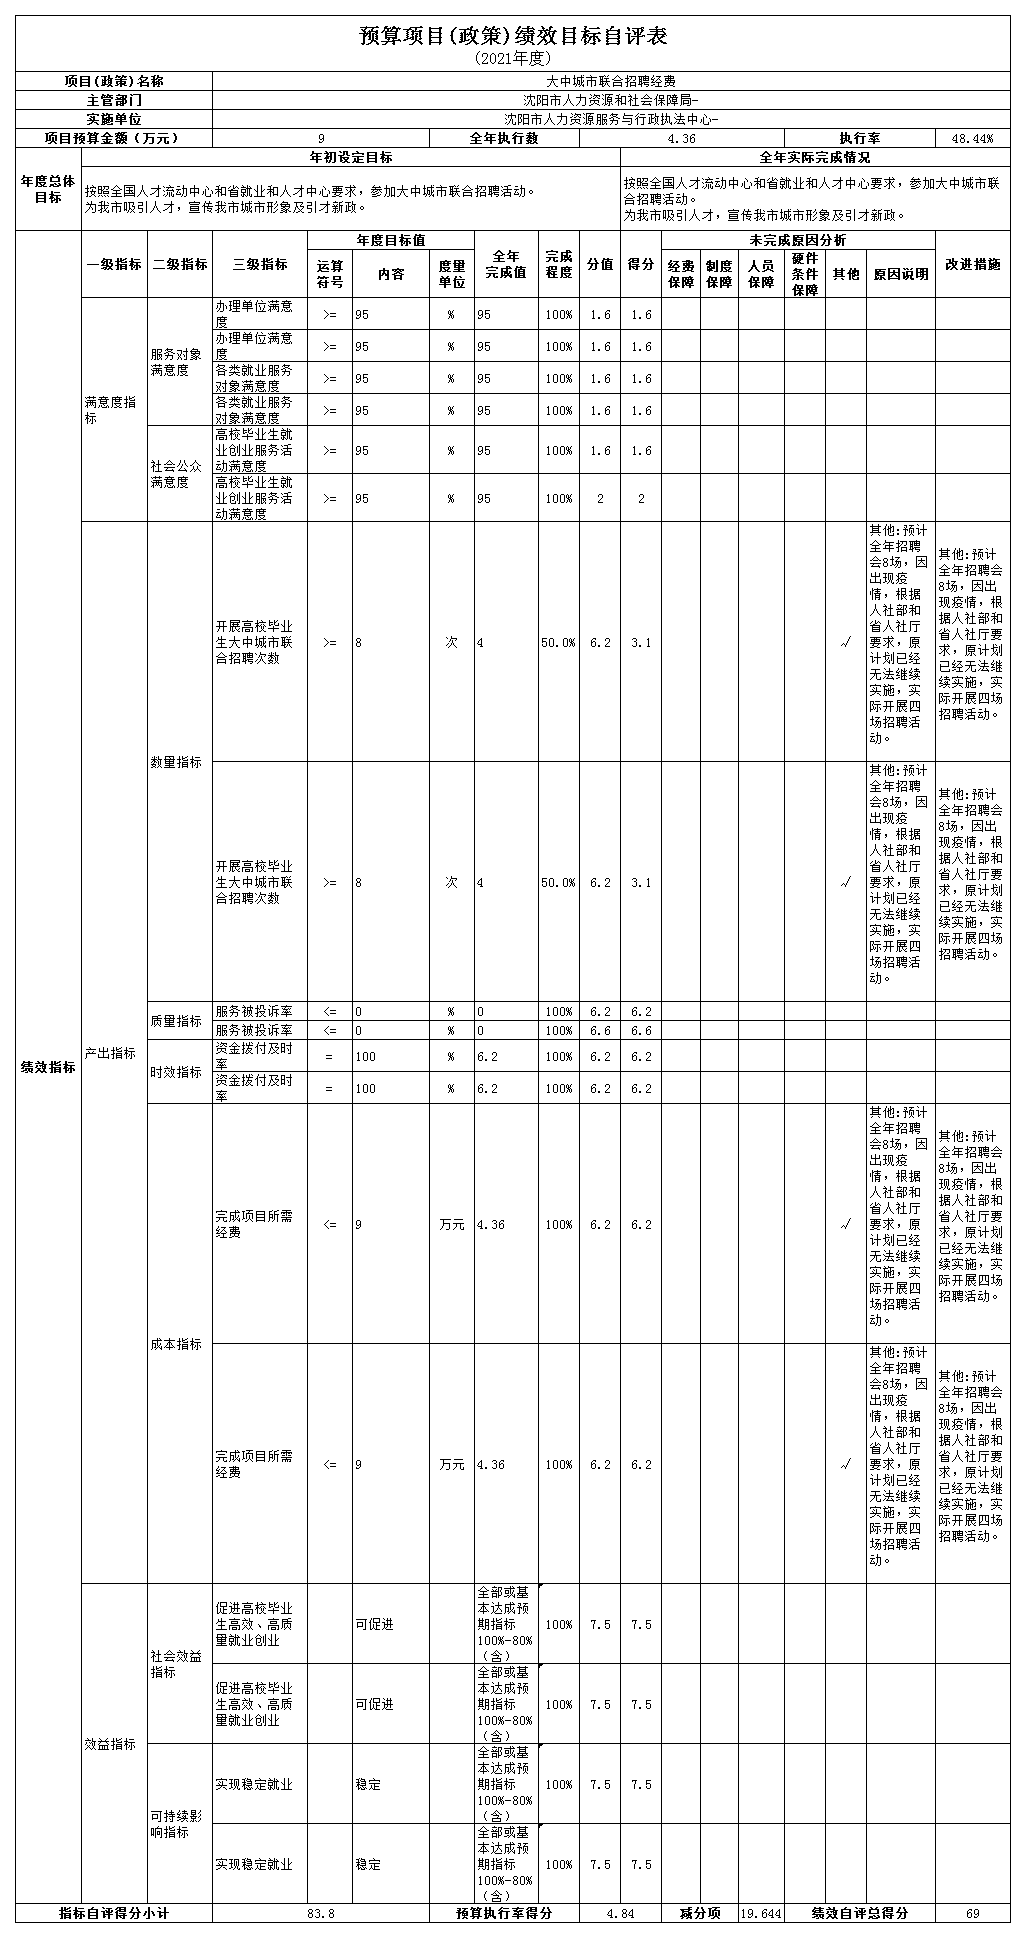 预算项目(政策)绩效目标自评表
(2021年度)
项目(政策)名称 大中城市联合招聘经费
主管部门 沈阳市人力资源和社会保障局-
实施单位 沈阳市人力资源服务与行政执法中心-
项目预算金额(万元) 9 全年执行数 4.36 执行率 48.44%
年度总体目标 年初设定目标 全年实际完成情况
按照全国人才流动中心和省就业和人才中心要求，参加大中城市联合招聘活动。
为我市吸引人才，宣传我市城市形象及引才新政。
按照全国人才流动中心和省就业和人才中心要求，参加大中城市联合招聘活动。
为我市吸引人才，宣传我市城市形象及引才新政。
绩效指标 一级指标 二级指标 三级指标 年度目标值 全年完成值 完成程度 分值 得分 未完成原因分析 改进措施
运算符号 内容 度量单位 经费保障 制度保障 人员保障 硬件条件保障 其他 原因说明
满意度指标 服务对象满意度 办理单位满意度 >= 95 % 95 100% 1.6 1.6
办理单位满意度 >= 95 % 95 100% 1.6 1.6
各类就业服务对象满意度 >= 95 % 95 100% 1.6 1.6
各类就业服务对象满意度 >= 95 % 95 100% 1.6 1.6
社会公众满意度 高校毕业生就业创业服务活动满意度 >= 95 % 95 100% 1.6 1.6
高校毕业生就业创业服务活动满意度 >= 95 % 95 100% 2 2
产出指标 数量指标 开展高校毕业生大中城市联合招聘次数 >= 8 次 4 50.0% 6.2 3.1 √ 其他:预计全年招聘会8场，因出现疫情，根据人社部和省人社厅要求，原计划已经无法继续实施，实际开展四场招聘活动。 其他:预计全年招聘会8场，因出现疫情，根据人社部和省人社厅要求，原计划已经无法继续实施，实际开展四场招聘活动。
开展高校毕业生大中城市联合招聘次数 >= 8 次 4 50.0% 6.2 3.1 √ 其他:预计全年招聘会8场，因出现疫情，根据人社部和省人社厅要求，原计划已经无法继续实施，实际开展四场招聘活动。 其他:预计全年招聘会8场，因出现疫情，根据人社部和省人社厅要求，原计划已经无法继续实施，实际开展四场招聘活动。
质量指标 服务被投诉率 <= 0 % 0 100% 6.2 6.2
服务被投诉率 <= 0 % 0 100% 6.6 6.6
时效指标 资金拨付及时率 = 100 % 6.2 100% 6.2 6.2
资金拨付及时率 = 100 % 6.2 100% 6.2 6.2
成本指标 完成项目所需经费 <= 9 万元 4.36 100% 6.2 6.2 √ 其他:预计全年招聘会8场，因出现疫情，根据人社部和省人社厅要求，原计划已经无法继续实施，实际开展四场招聘活动。 其他:预计全年招聘会8场，因出现疫情，根据人社部和省人社厅要求，原计划已经无法继续实施，实际开展四场招聘活动。
完成项目所需经费 <= 9 万元 4.36 100% 6.2 6.2 √ 其他:预计全年招聘会8场，因出现疫情，根据人社部和省人社厅要求，原计划已经无法继续实施，实际开展四场招聘活动。 其他:预计全年招聘会8场，因出现疫情，根据人社部和省人社厅要求，原计划已经无法继续实施，实际开展四场招聘活动。
效益指标 社会效益指标 促进高校毕业生高效、高质量就业创业 可促进 全部或基本达成预期指标100%-80%(含) 100% 7.5 7.5
促进高校毕业生高效、高质量就业创业 可促进 全部或基本达成预期指标100%-80%(含) 100% 7.5 7.5
可持续影响指标 实现稳定就业 稳定 全部或基本达成预期指标100%-80%(含) 100% 7.5 7.5
实现稳定就业 稳定 全部或基本达成预期指标100%-80%(含) 100% 7.5 7.5
指标自评得分小计 83.8 预算执行率得分 4.84 减分项 19.644 绩效自评总得分 69